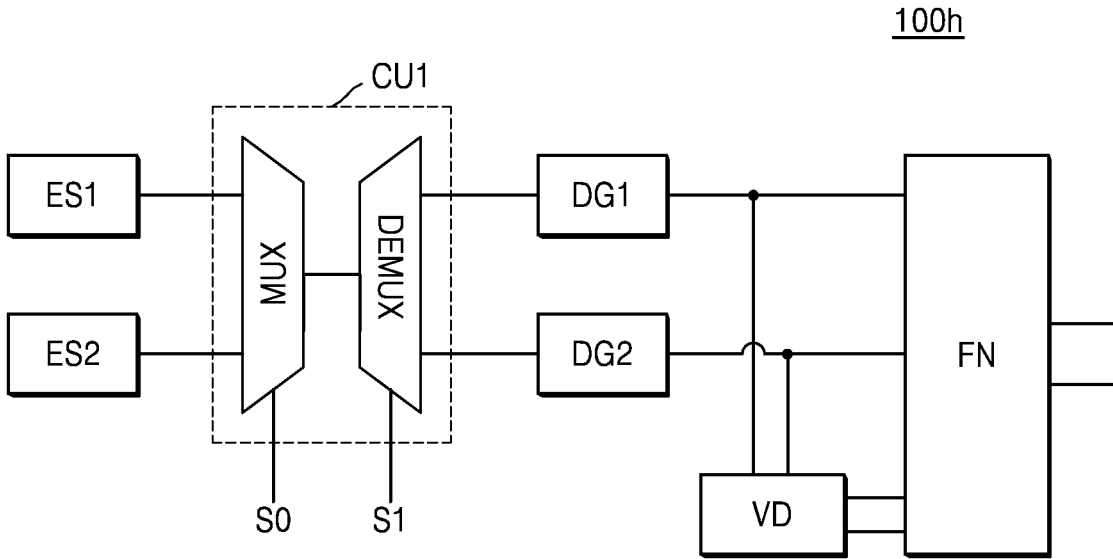 100h
CU1
ES1
MUX
DEMUX
DG1
ES2
DG2
FN
S0
S1
VD